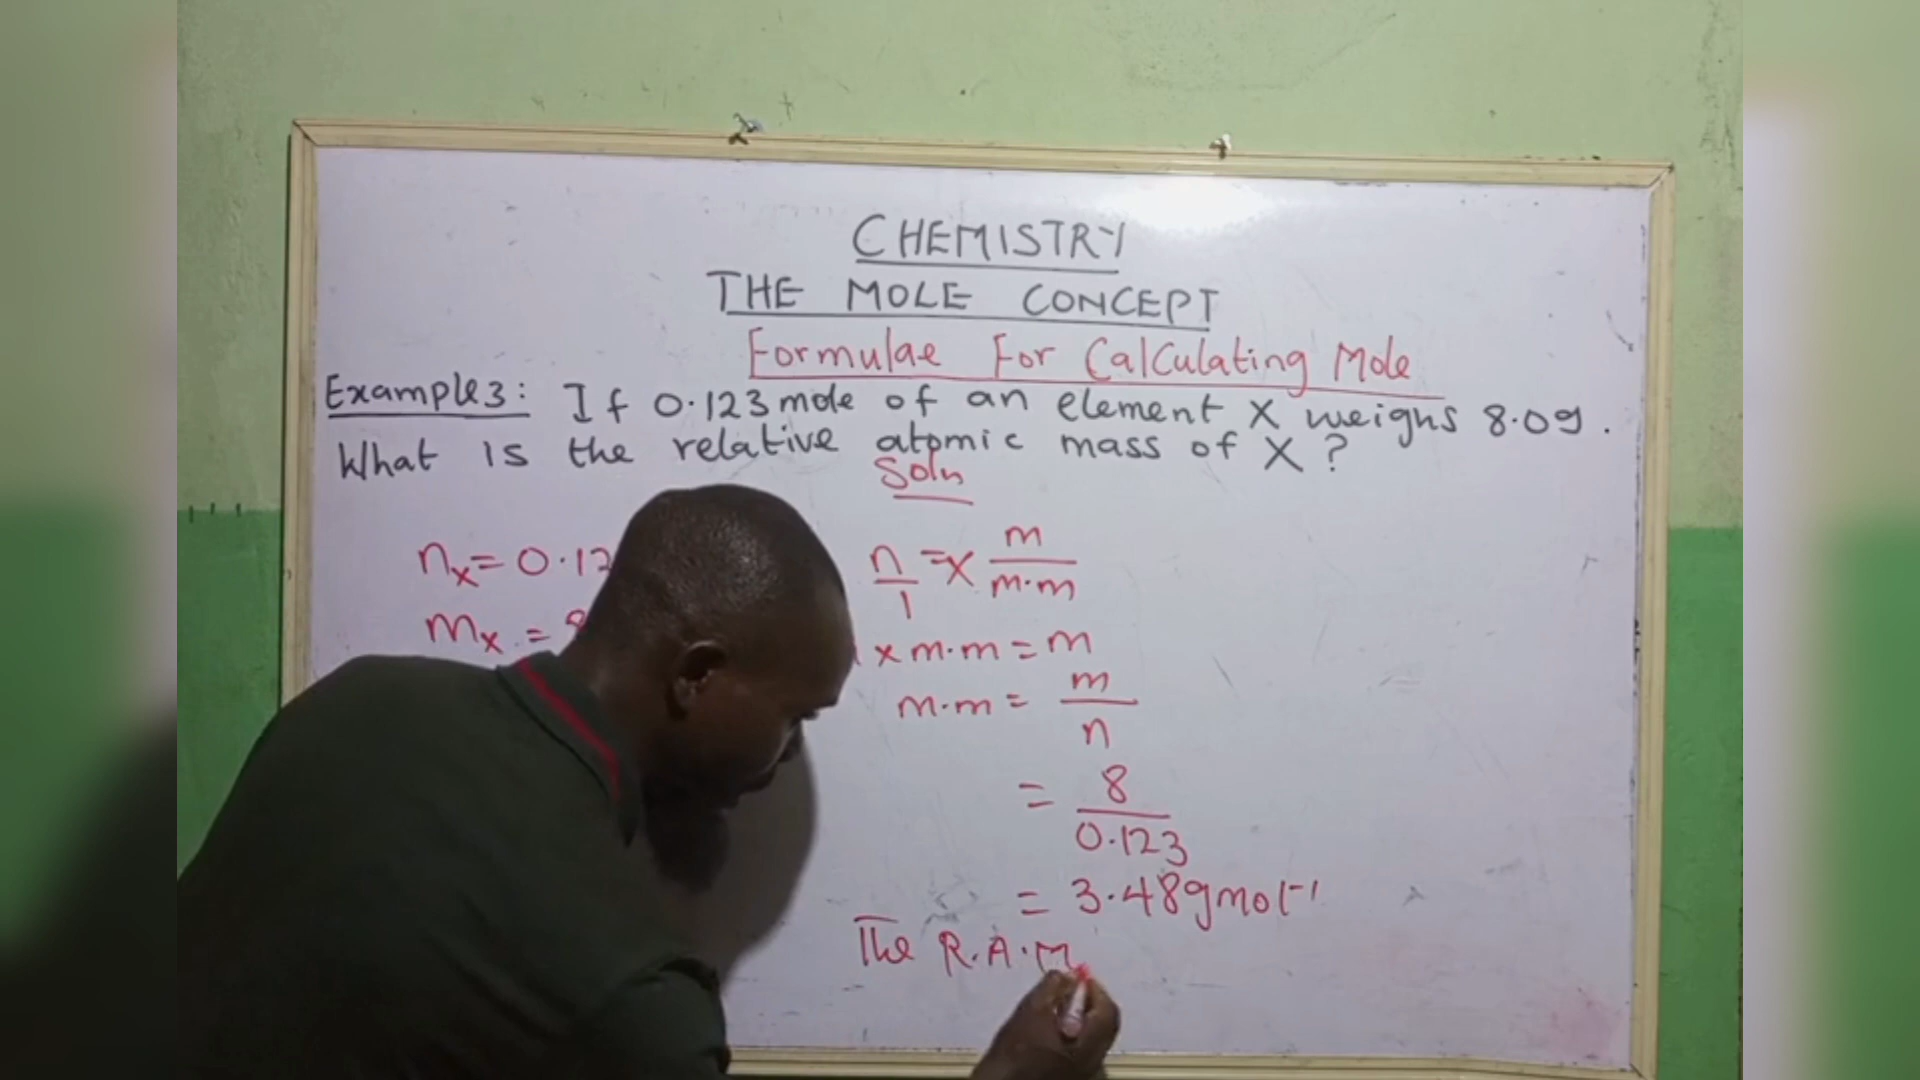 CHEMISTRY
THE MOLE CONCEPT
Formulae For Calculating Mole
Example 3: If 0.123 mole of an element X weighs 8.0g.
What is the relative atomic mass of X?
Soln
nx = 0.12
mx =
n/1 =x m/m.m
x m.m = m
m.m = m/n
= 8/0.123
= 3.48gmol-1
The R.A.M